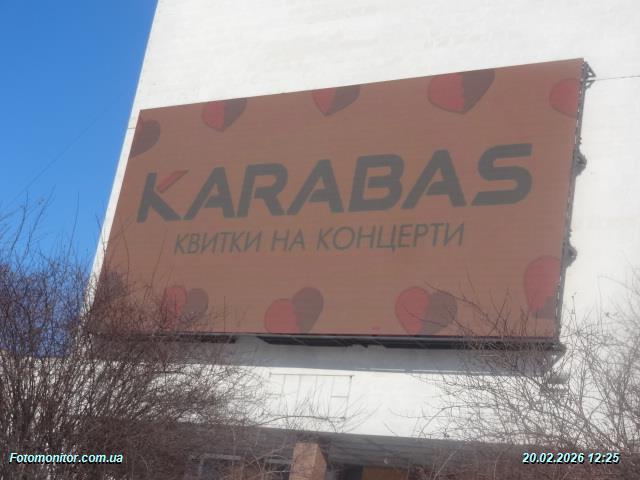 KARABAS
КВИТКИ НА КОНЦЕРТИ
Fotomonitor.com.ua
20.02.2026 12:25